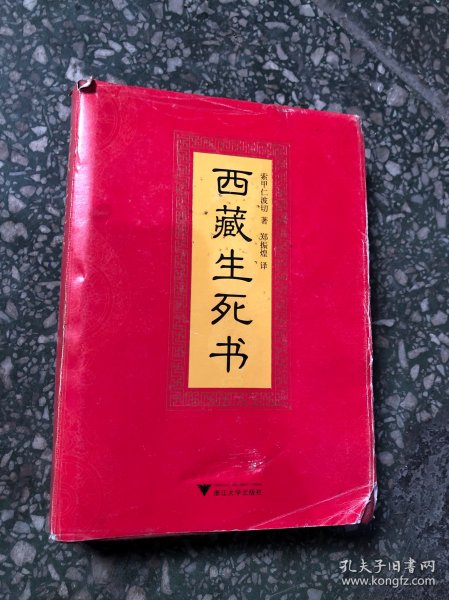 西藏生死书
索甲仁波切 著 郑振煌 译
浙江大学出版社
孔夫子旧书网
www.kongfz.com